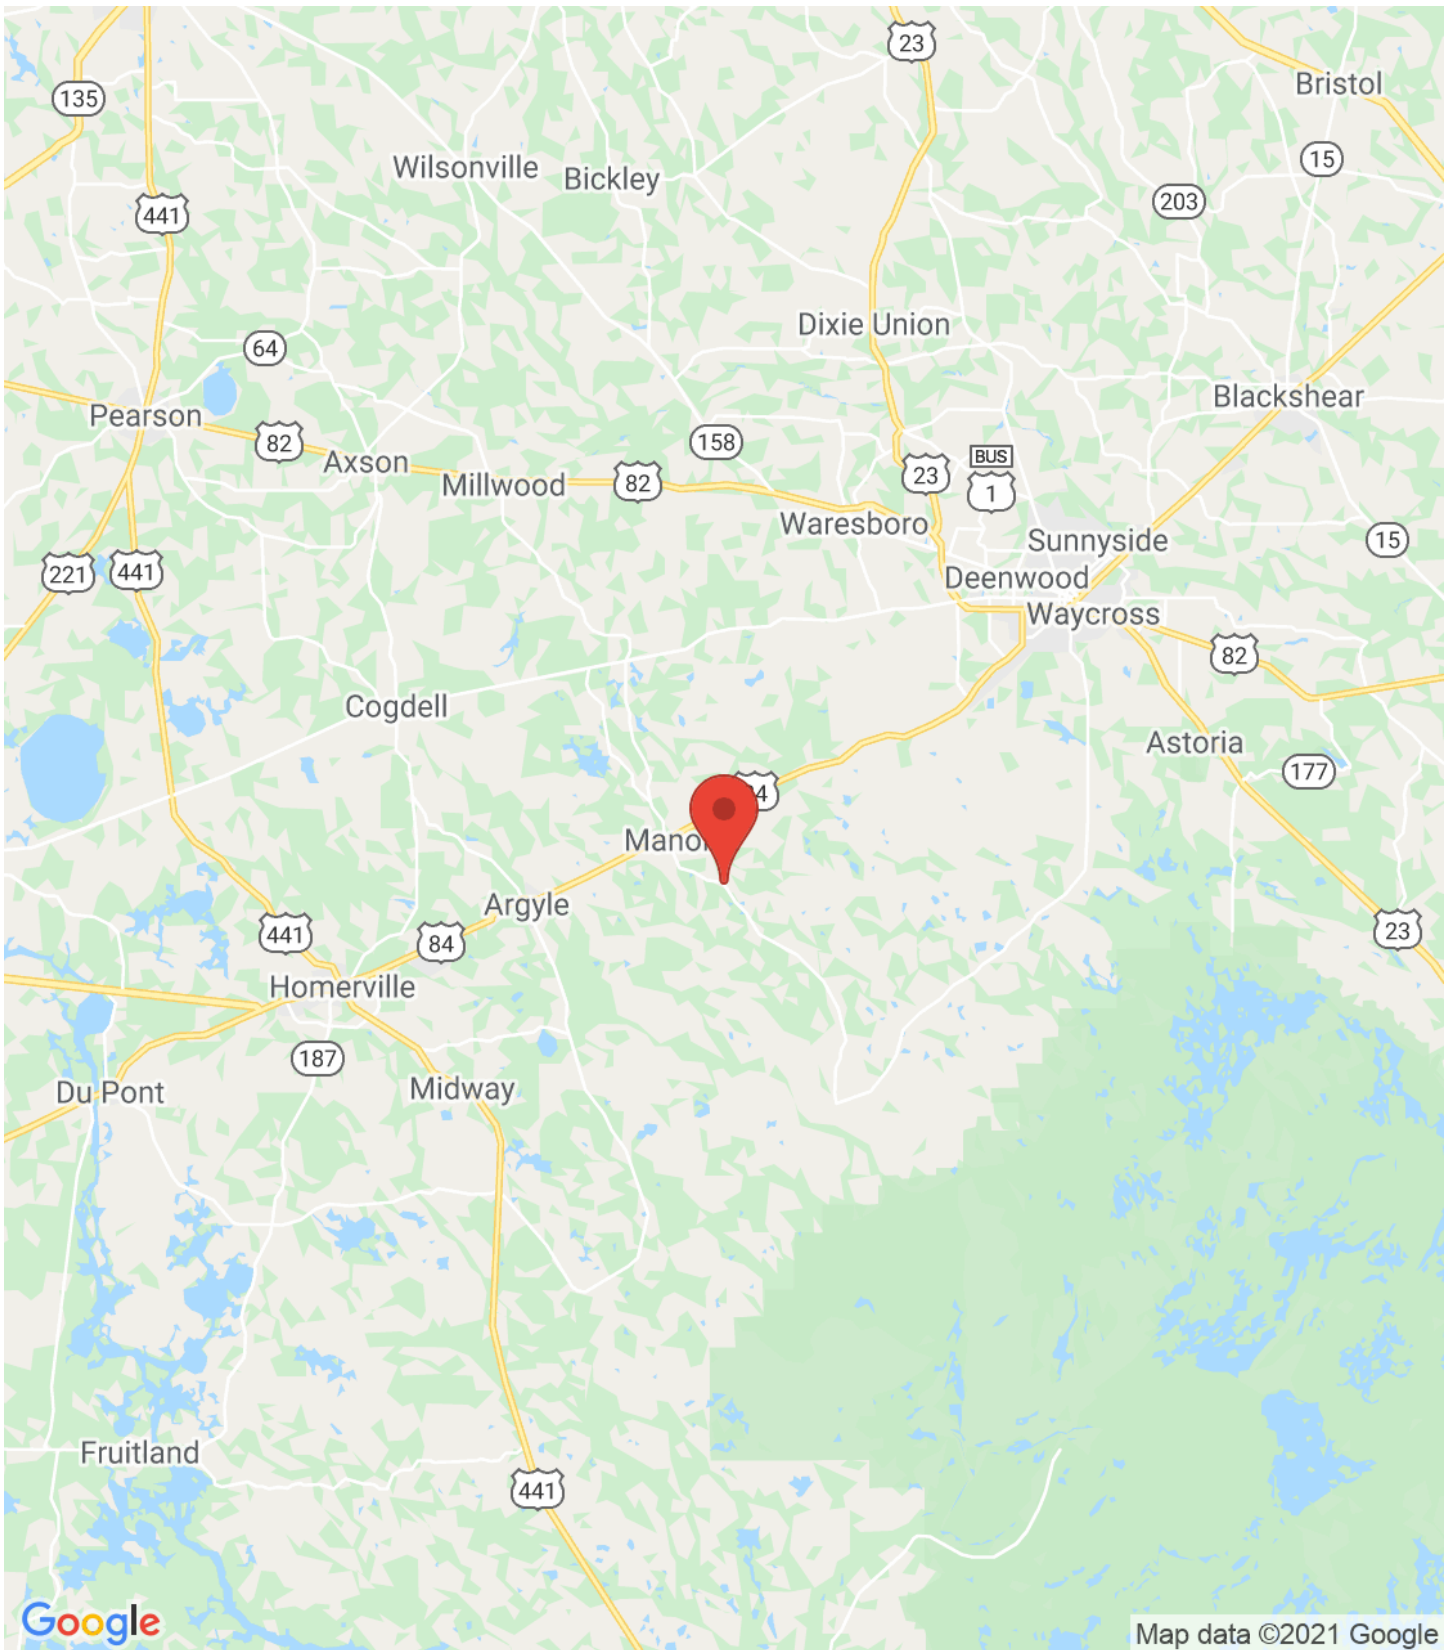 23
Bristol
135
15
Wilsonville
Bickley
203
441
Dixie Union
64
Blackshear
Pearson
82
158
BUS
Axson
23
Millwood
82
1
Waresboro
Sunnyside
15
221
441
Deenwood
Waycross
82
Cogdell
Astoria
177
Argyle
441
84
23
Homerville
187
Du Pont
Midway
Fruitland
441
Google
Map data ©2021 Google